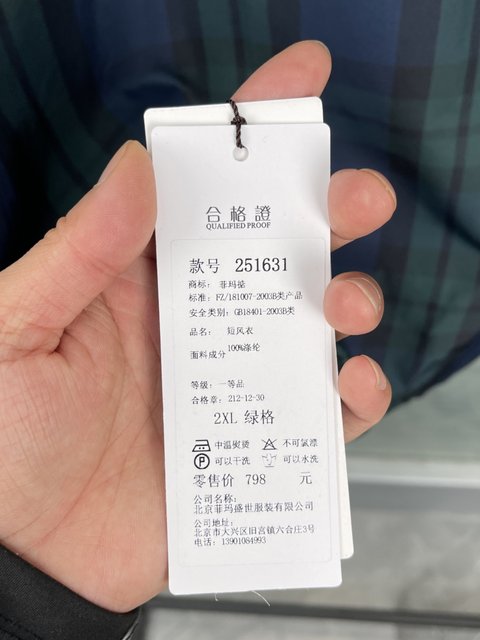 合格證
QUALIFIED PROOF
款号 251631
商标: 菲玛盐
标准: FZ/181007-2003B类产品
安全类别: GB18401-2003B类
品名: 短风衣
面料成分 100%涤纶
等级: 一等品
合格章: 212-12-30
2XL 绿格
中温熨烫 不可氯漂
可以干洗 可以水洗
零售价 798 元
公司名称:
北京菲玛盛世服装有限公司
公司地址:
北京市大兴区旧宫镇六合庄3号
电话: 13901084993